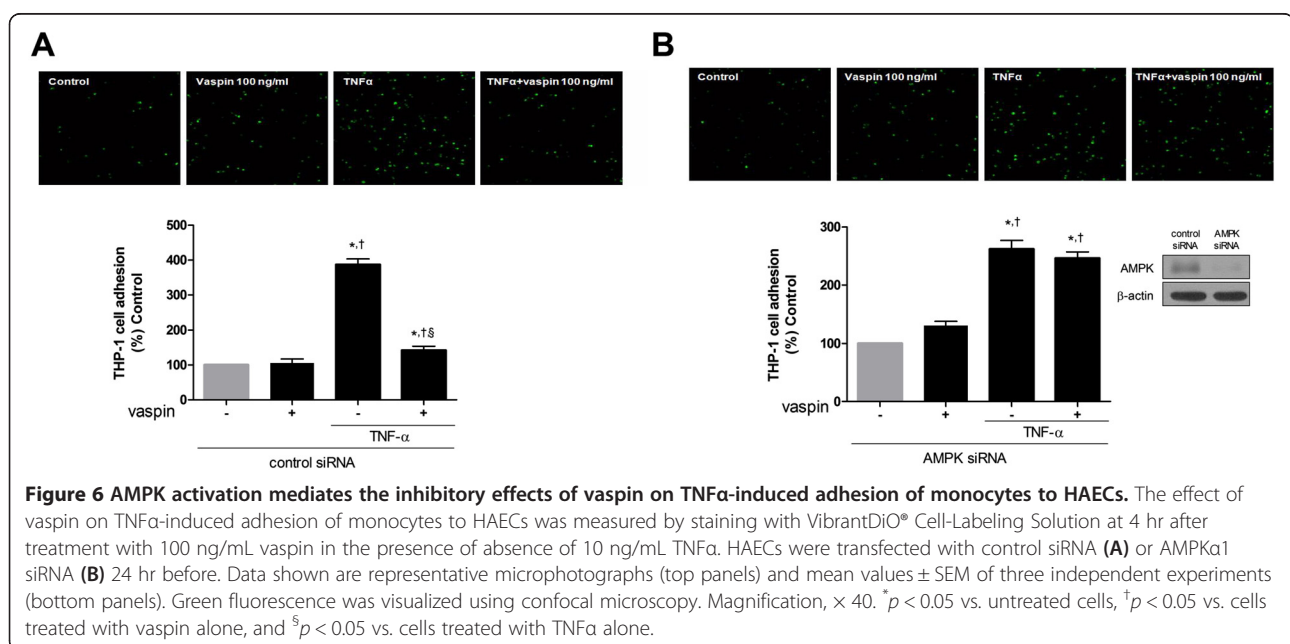 A
Control
Vaspin 100 ng/ml
TNFα
TNFα+vaspin 100 ng/ml
THP-1 cell adhesion
(%) Control
500
400
300
200
100
0
*,†
*,†§
vaspin
-
+
-
+
TNF-α
control siRNA
B
Control
Vaspin 100 ng/ml
TNFα
TNFα+vaspin 100 ng/ml
THP-1 cell adhesion
(%) Control
300
200
100
0
*,†
*,†
vaspin
-
+
-
+
TNF-α
AMPK siRNA
control siRNA
AMPK siRNA
AMPK
β-actin
Figure 6 AMPK activation mediates the inhibitory effects of vaspin on TNFα-induced adhesion of monocytes to HAECs. The effect of
vaspin on TNFα-induced adhesion of monocytes to HAECs was measured by staining with VibrantDiO® Cell-Labeling Solution at 4 hr after
treatment with 100 ng/mL vaspin in the presence of absence of 10 ng/mL TNFα. HAECs were transfected with control siRNA (A) or AMPKα1
siRNA (B) 24 hr before. Data shown are representative microphotographs (top panels) and mean values ± SEM of three independent experiments
(bottom panels). Green fluorescence was visualized using confocal microscopy. Magnification, × 40. *p < 0.05 vs. untreated cells, †p < 0.05 vs. cells
treated with vaspin alone, and §p < 0.05 vs. cells treated with TNFα alone.